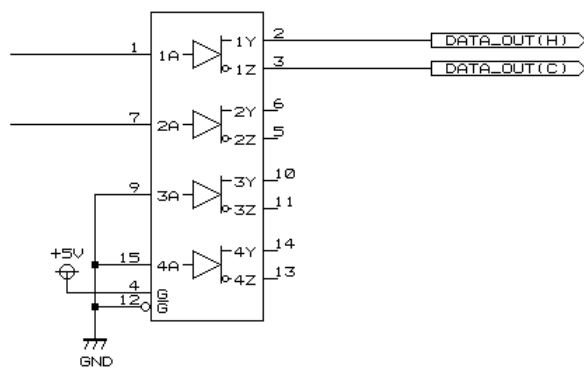 1 1A 1Y 2 DATA_OUT(H)
1Z 3 DATA_OUT(C)
7 2A 2Y 6
2Z 5
9 3A 3Y 10
3Z 11
+5V
15 4A 4Y 14
4Z 13
4 G
12 G
GND